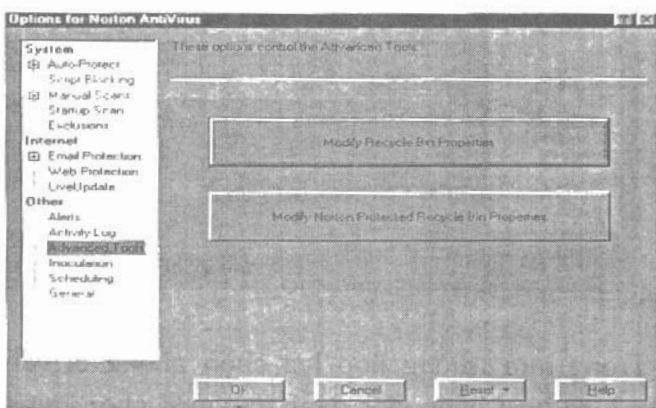 Options for Norton AntiVirus
System
Auto-Protect
Script Blocking
Manual Scans
Startup Scan
Exclusions
Internet
Email Protection
Web Protection
LiveUpdate
Other
Alerts
Activity Log
Advanced Tools
Inoculation
Scheduling
General
These options control the Advanced Tools.
Modify Recycle Bin Properties
Modify Norton Protected Recycle Bin Properties
OK
Cancel
Reset
Help